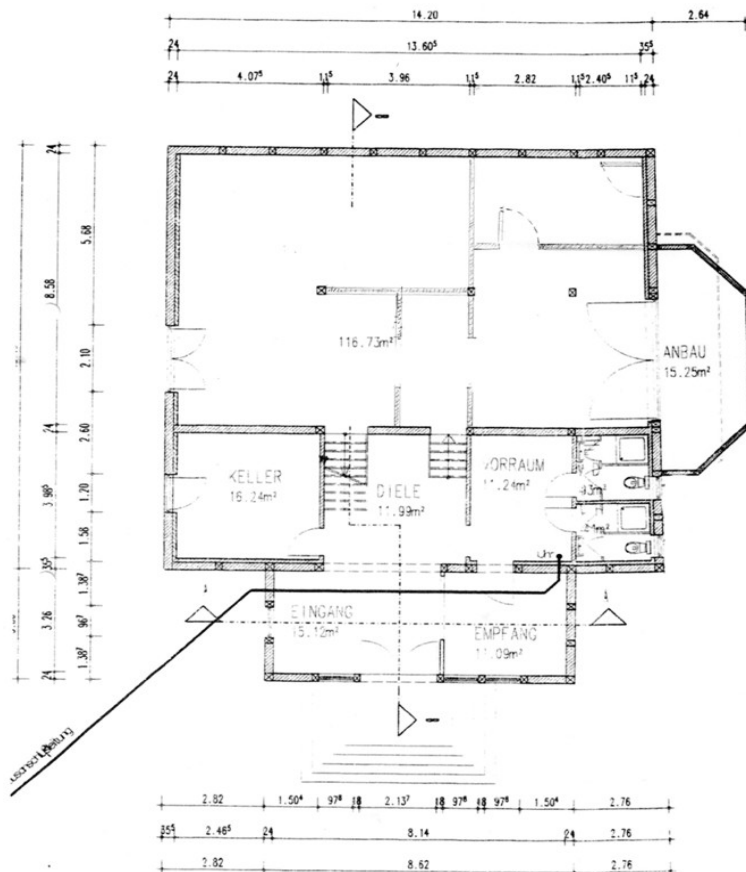 14.20 2.64
24 13.60⁵ 35⁵
24 4.07⁵ 11⁵ 3.96 11⁵ 2.82 11⁵ 2.40⁵ 11⁵ 24
24
5.68
8.58
2.10
24
2.60
3.98⁵
1.20
1.58
35⁵
1.38⁷
3.26
96⁷
1.38⁷
24
116.73m²
ANBAU
15.25m²
KELLER
16.24m²
DIELE
11.99m²
VORRAUM
11.24m²
Uhr
EINGANG
15.12m²
EMPFANG
11.09m²
2.82 1.50⁴ 97⁶ 18 2.13⁷ 18 97⁶ 18 97⁶ 1.50⁴ 2.76
35⁵ 2.46⁵ 24 8.14 24 2.76
2.82 8.62 2.76